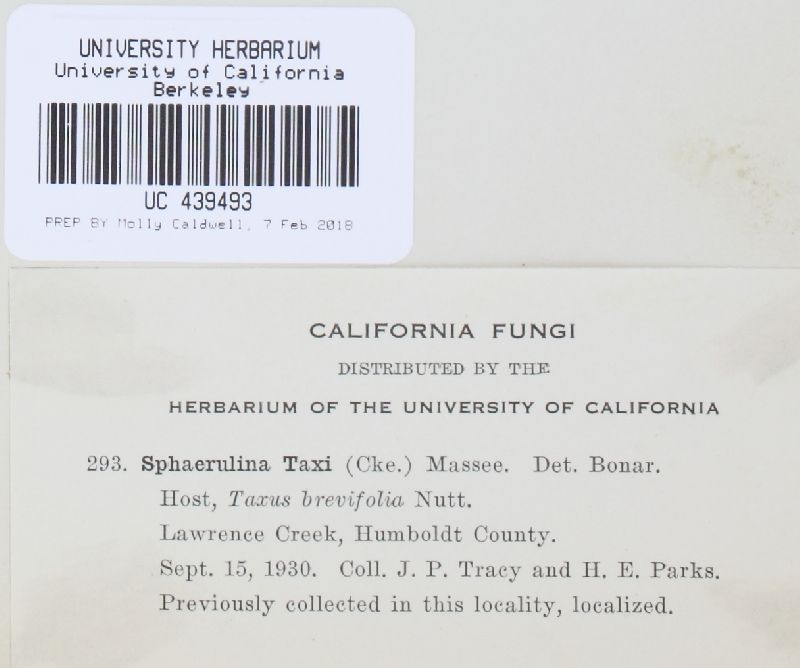 UNIVERSITY HERBARIUM
University of California
Berkeley
UC 439493
PREP BY Molly Caldwell, 7 Feb 2018
CALIFORNIA FUNGI
DISTRIBUTED BY THE
HERBARIUM OF THE UNIVERSITY OF CALIFORNIA
293. Sphaerulina Taxi (Cke.) Massee. Det. Bonar.
Host, Taxus brevifolia Nutt.
Lawrence Creek, Humboldt County.
Sept. 15, 1930. Coll. J. P. Tracy and H. E. Parks.
Previously collected in this locality, localized.